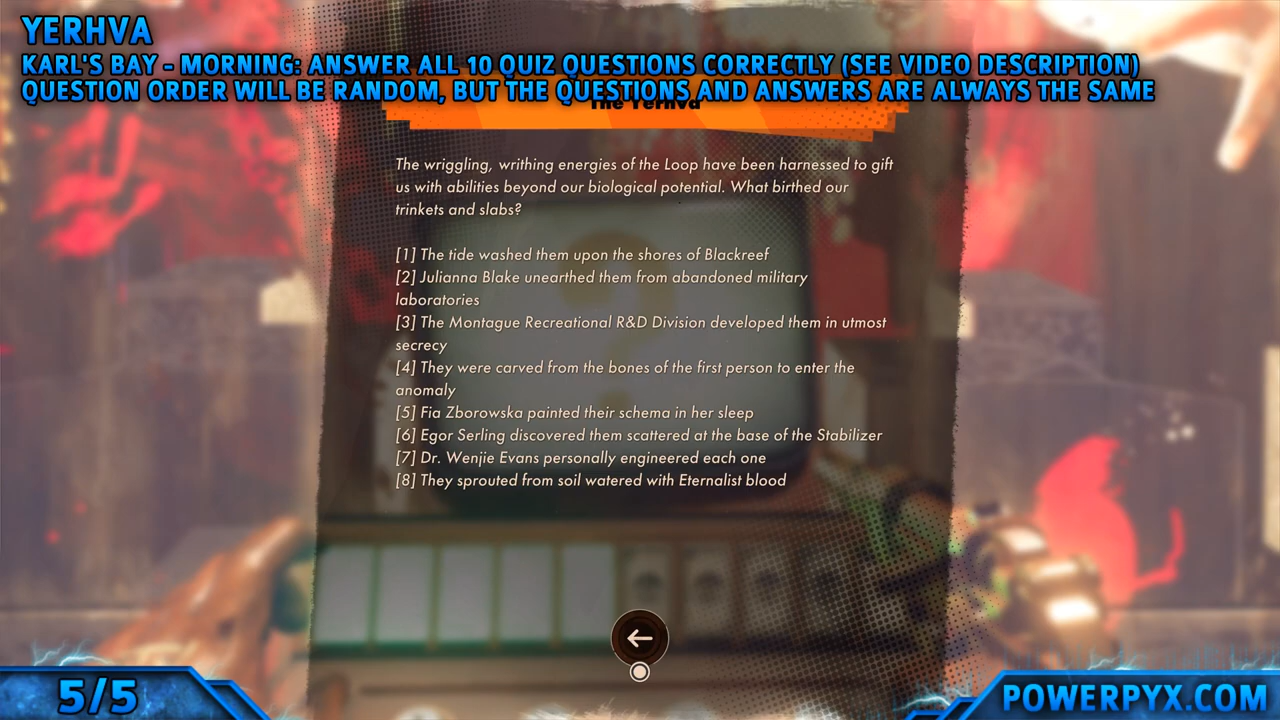 YERHVA
KARL'S BAY - MORNING: ANSWER ALL 10 QUIZ QUESTIONS CORRECTLY (SEE VIDEO DESCRIPTION)
QUESTION ORDER WILL BE RANDOM, BUT THE QUESTIONS AND ANSWERS ARE ALWAYS THE SAME
The Yerhva
The wriggling, writhing energies of the Loop have been harnessed to gift
us with abilities beyond our biological potential. What birthed our
trinkets and slabs?
[1] The tide washed them upon the shores of Blackreef
[2] Julianna Blake unearthed them from abandoned military
laboratories
[3] The Montague Recreational R&D Division developed them in utmost
secrecy
[4] They were carved from the bones of the first person to enter the
anomaly
[5] Fia Zborowska painted their schema in her sleep
[6] Egor Serling discovered them scattered at the base of the Stabilizer
[7] Dr. Wenjie Evans personally engineered each one
[8] They sprouted from soil watered with Eternalist blood
?
5/5
POWERPYX.COM